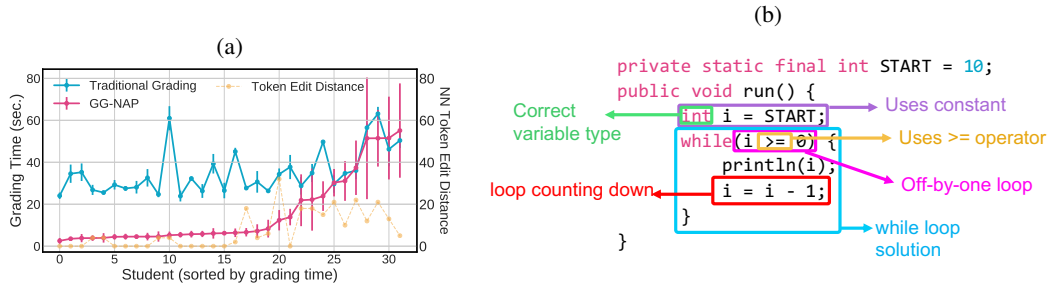 (a)
Traditional Grading
GG-NAP
Token Edit Distance
Grading Time (sec.)
80
60
40
20
0
80
60
40
20
0
NN Token Edit Distance
0 5 10 15 20 25 30
Student (sorted by grading time)
(b)
private static final int START = 10;
public void run() {
int i = START;
while(i >= 0) {
println(i);
i = i - 1;
}
}
Correct
variable type
loop counting down
Uses constant
Uses >= operator
Off-by-one loop
while loop
solution